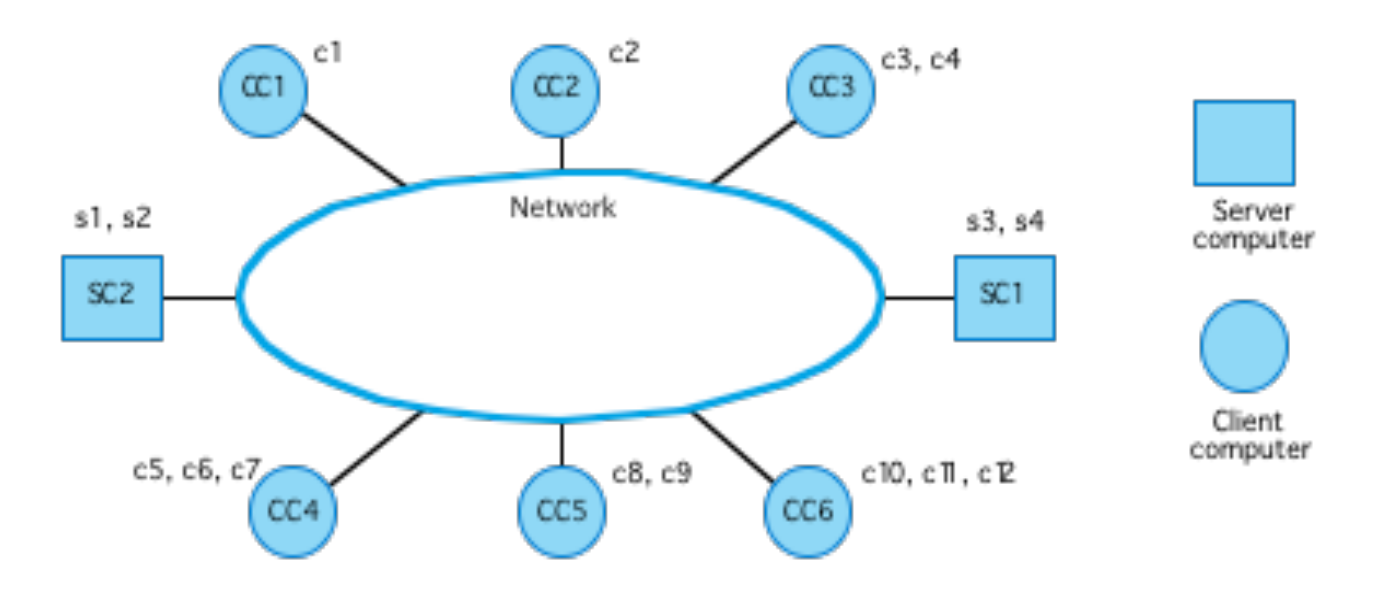 c1
CC1
c2
CC2
c3, c4
CC3
Network
s1, s2
SC2
s3, s4
SC1
Server
computer
c5, c6, c7
CC4
c8, c9
CC5
c10, c11, c12
CC6
Client
computer